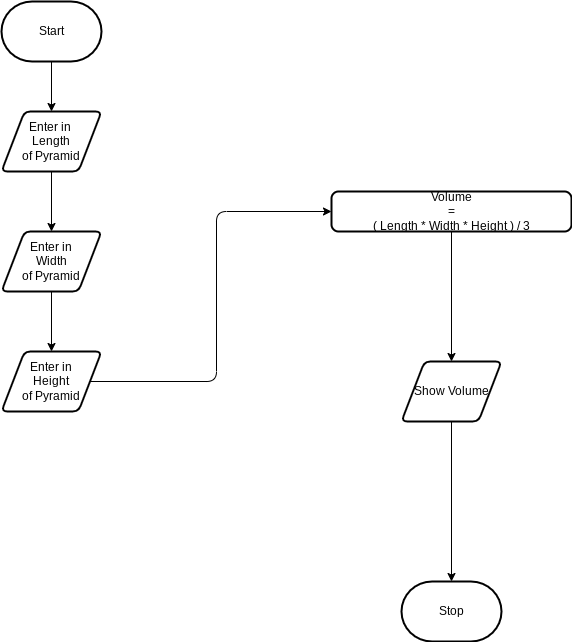 Start
Enter in
Length
of Pyramid
Enter in
Width
of Pyramid
Enter in
Height
of Pyramid
Volume
=
( Length * Width * Height ) / 3
Show Volume
Stop